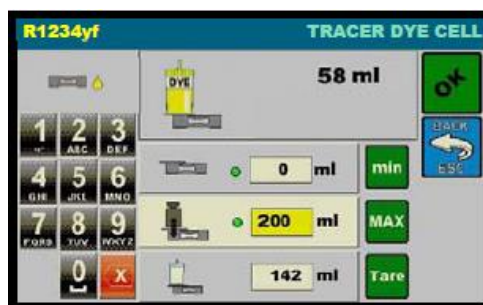 R1234yf TRACER DYE CELL
DYE 58 ml
OK
BACK
ESC
1 2 3
ABC DEF
4 5 6
GHI JKL MNO
7 8 9
PQRS TUV WXYZ
0 X
0 ml min
200 ml MAX
142 ml Tare